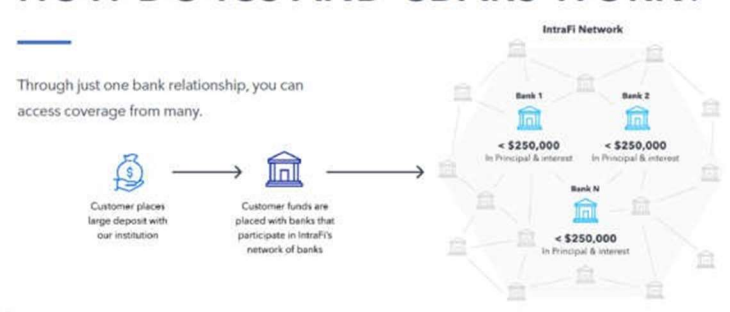 IntraFi Network
Through just one bank relationship, you can
access coverage from many.
Bank 1
Bank 2
< $250,000
In Principal & interest
< $250,000
In Principal & interest
Customer places
large deposit with
our institution
Customer funds are
placed with banks that
participate in IntraFi's
network of banks
Bank N
< $250,000
In Principal & interest